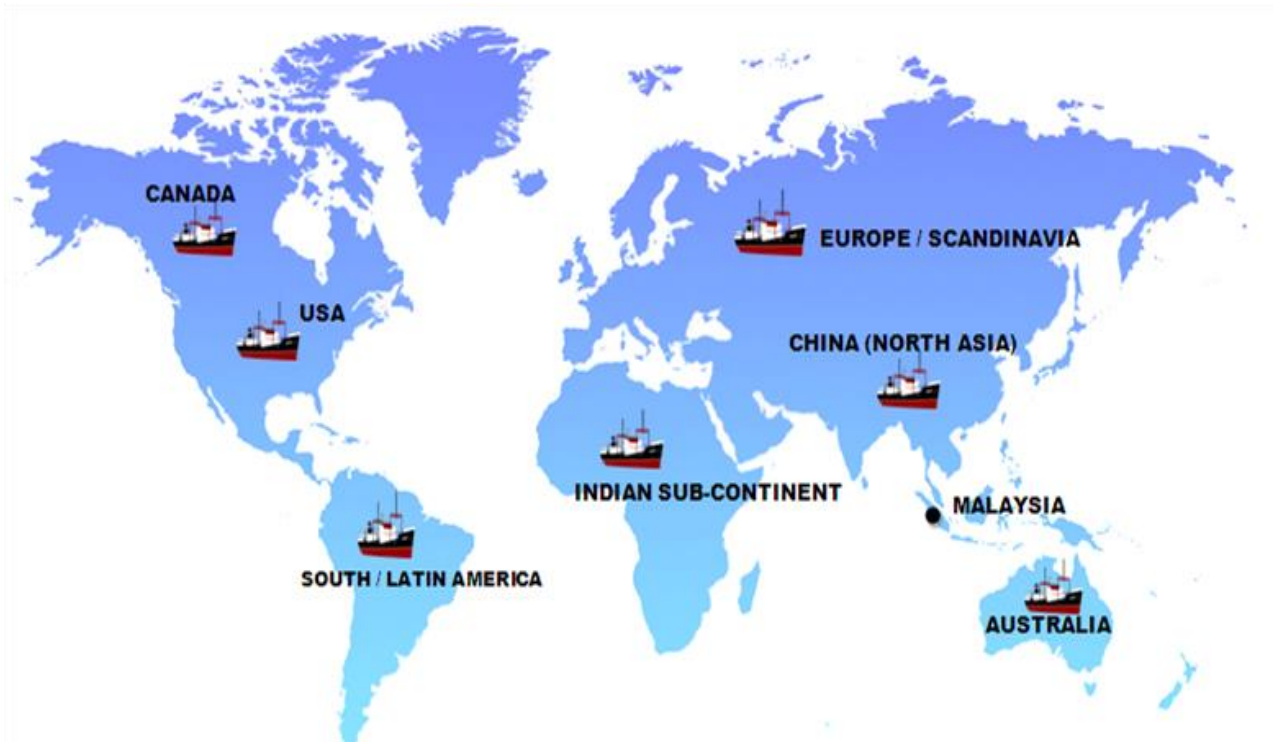 CANADA
EUROPE / SCANDINAVIA
USA
CHINA (NORTH ASIA)
INDIAN SUB-CONTINENT
MALAYSIA
SOUTH / LATIN AMERICA
AUSTRALIA